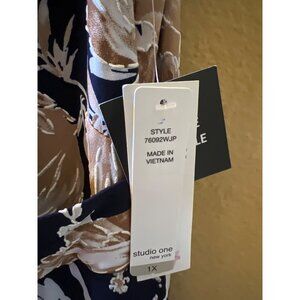 STYLE
76092WJP
MADE IN
VIETNAM
studio one
new york
1X